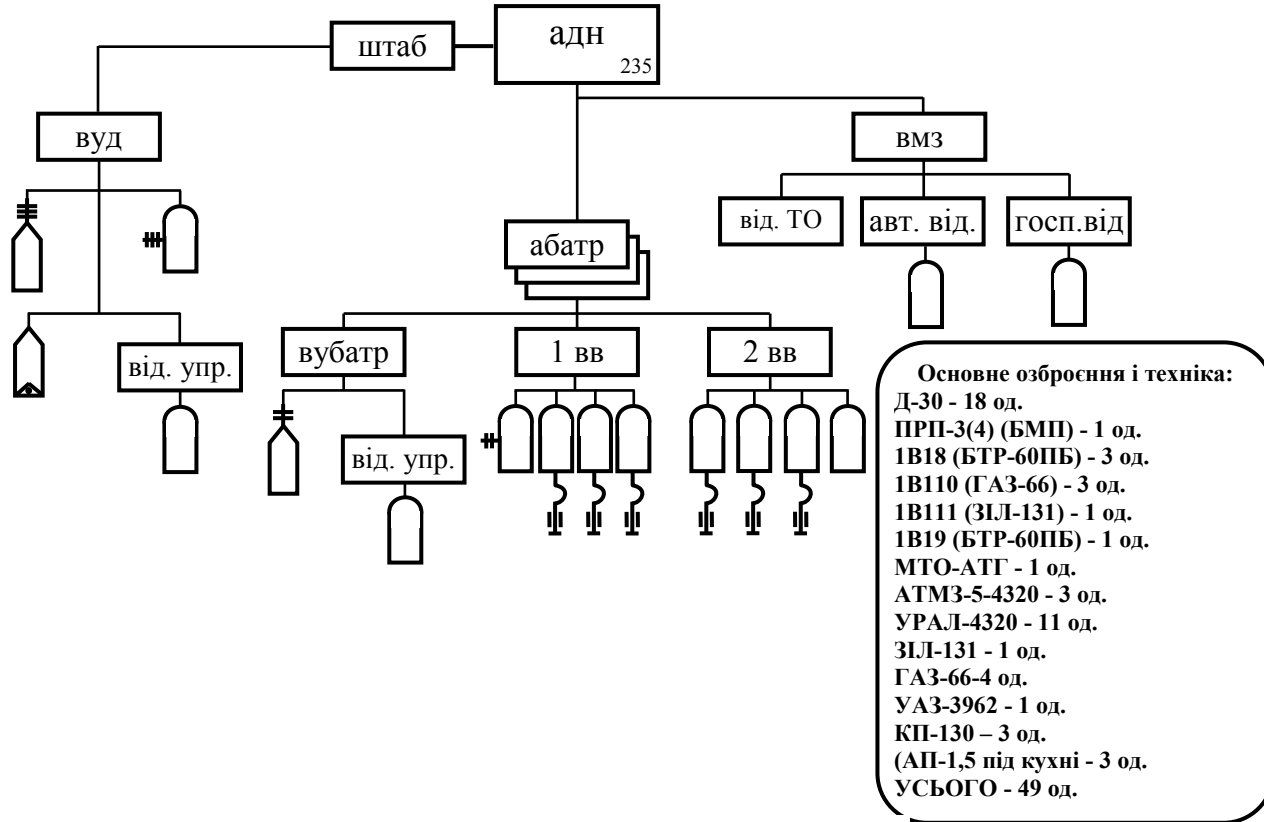 штаб
адн
235
вуд
вмз
від. ТО
авт. від.
госп.від
абатр
від. упр.
вубатр
1 вв
2 вв
від. упр.
Основне озброєння і техніка:
Д-30 - 18 од.
ПРП-3(4) (БМП) - 1 од.
1В18 (БТР-60ПБ) - 3 од.
1В110 (ГАЗ-66) - 3 од.
1В111 (ЗІЛ-131) - 1 од.
1В19 (БТР-60ПБ) - 1 од.
МТО-АТГ - 1 од.
АТМЗ-5-4320 - 3 од.
УРАЛ-4320 - 11 од.
ЗІЛ-131 - 1 од.
ГАЗ-66-4 од.
УАЗ-3962 - 1 од.
КП-130 – 3 од.
(АП-1,5 під кухні - 3 од.
УСЬОГО - 49 од.